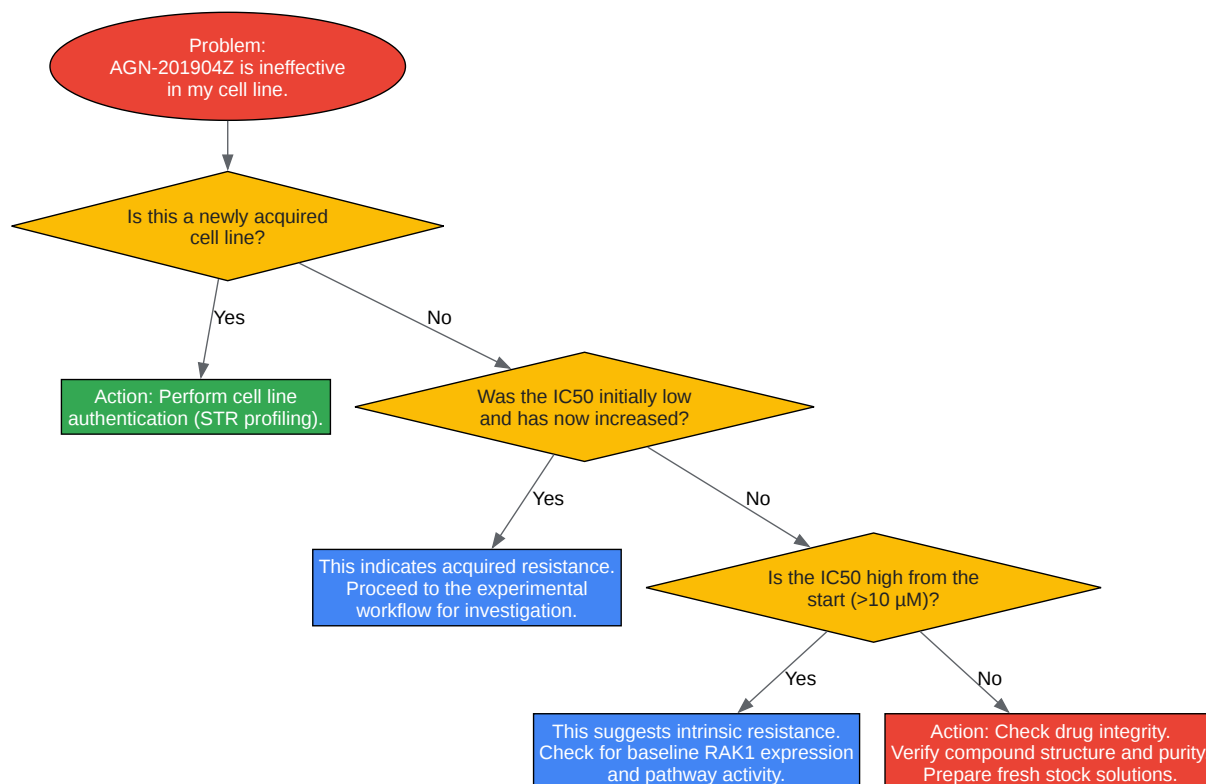 Problem:
AGN-201904Z is ineffective
in my cell line.
Is this a newly acquired
cell line?
Yes
No
Action: Perform cell line
authentication (STR profiling).
Was the IC50 initially low
and has now increased?
Yes
No
This indicates acquired resistance.
Proceed to the experimental
workflow for investigation.
Is the IC50 high from the
start (>10 µM)?
Yes
No
This suggests intrinsic resistance.
Check for baseline RAK1 expression
and pathway activity.
Action: Check drug integrity.
Verify compound structure and purity
Prepare fresh stock solutions.